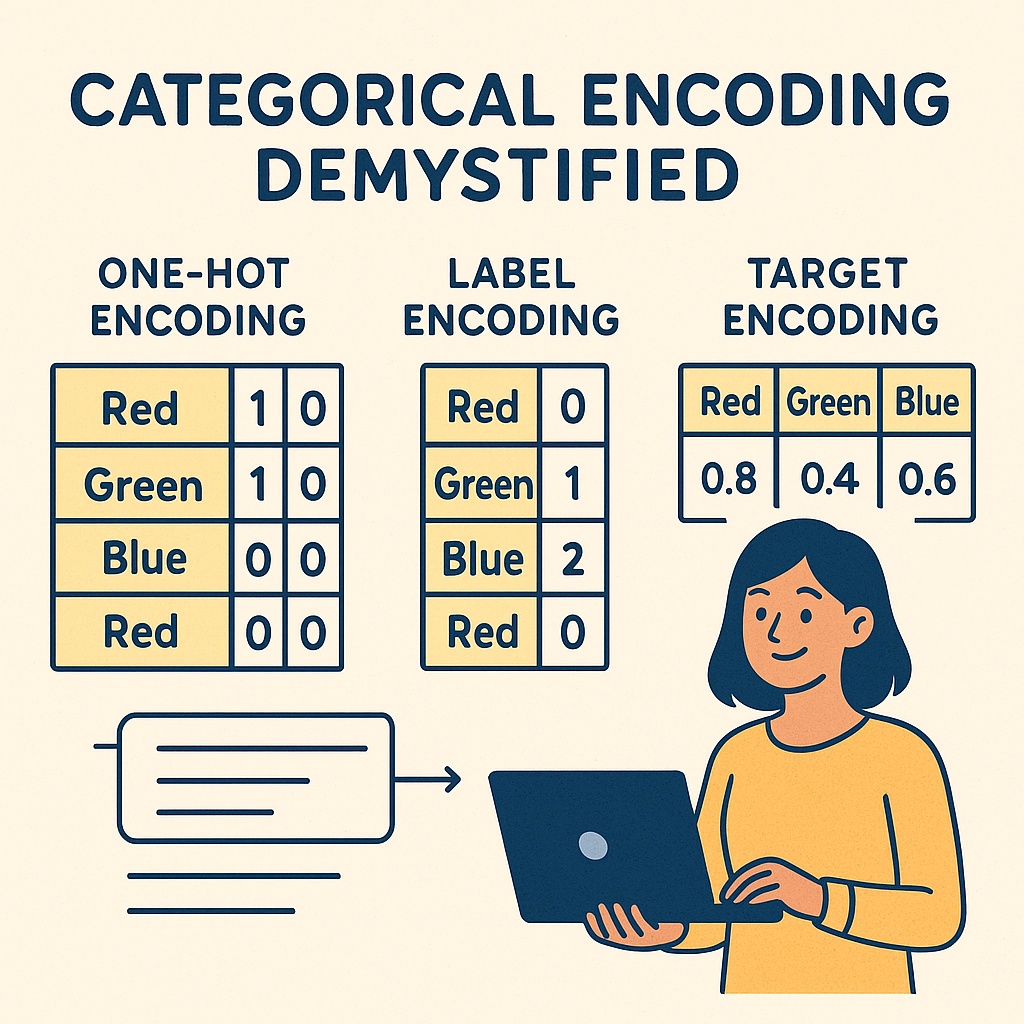 CATEGORICAL ENCODING
DEMYSTIFIED
ONE-HOT
ENCODING
Red 1 0
Green 1 0
Blue 0 0
Red 0 0
LABEL
ENCODING
Red 0
Green 1
Blue 2
Red 0
TARGET
ENCODING
Red Green Blue
0.8 0.4 0.6